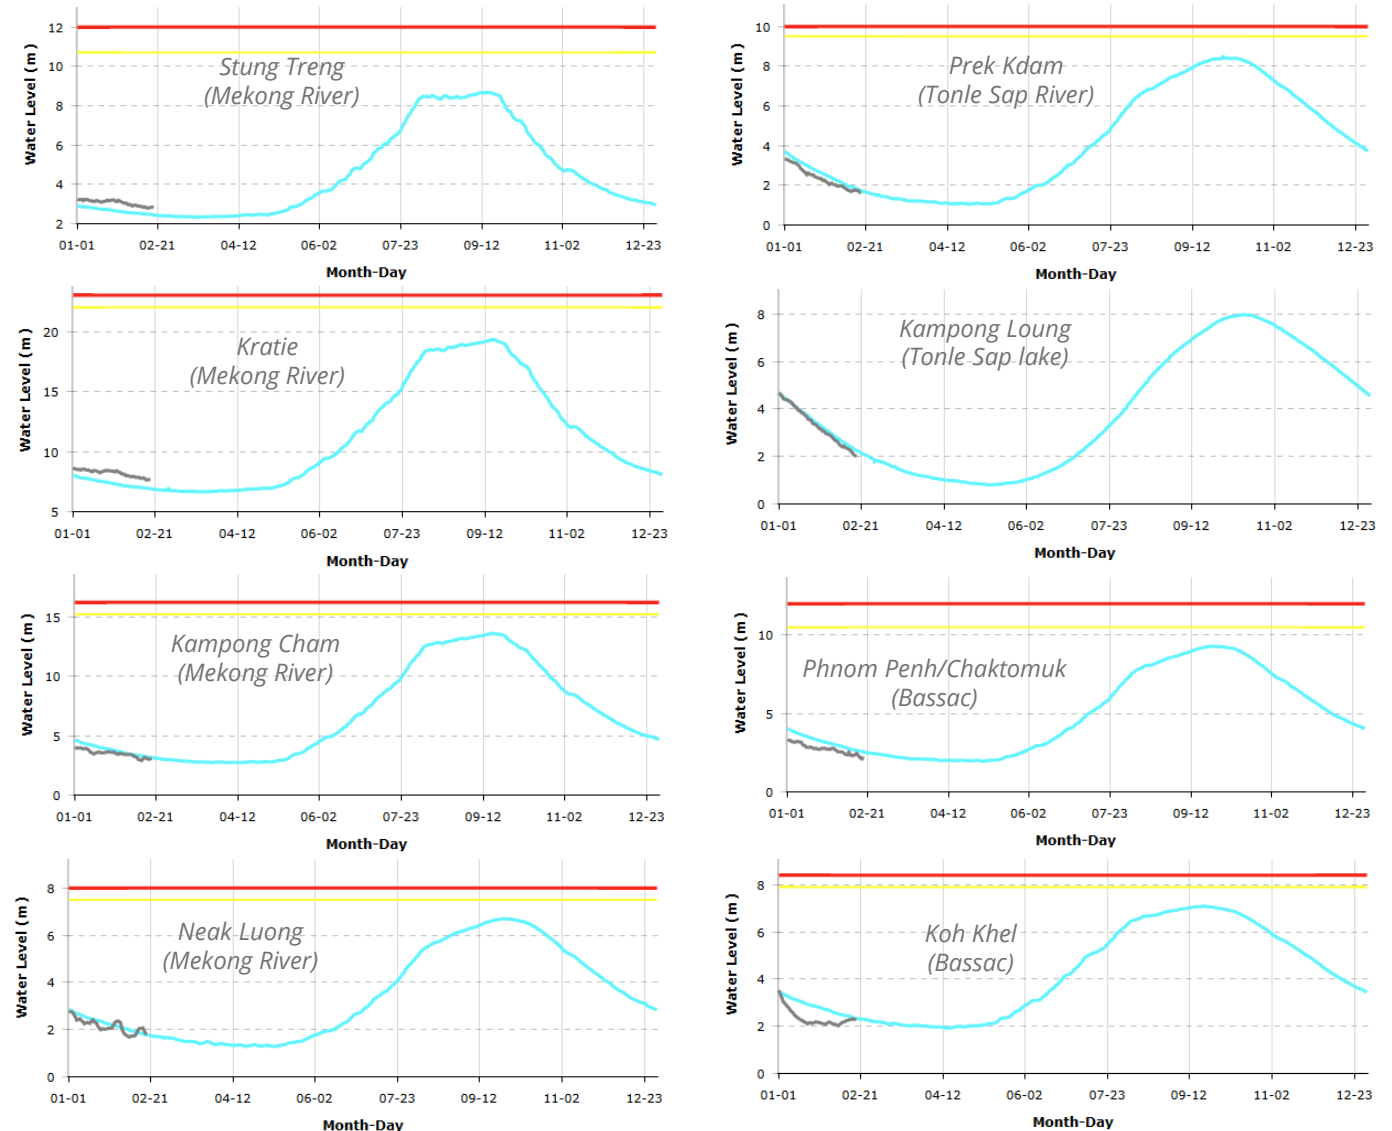 Water Level (m)
12
10
8
6
4
2
Stung Treng
(Mekong River)
01-01 02-21 04-12 06-02 07-23 09-12 11-02 12-23
Month-Day
Water Level (m)
10
8
6
4
2
0
Prek Kdam
(Tonle Sap River)
01-01 02-21 04-12 06-02 07-23 09-12 11-02 12-23
Month-Day
Water Level (m)
20
15
10
5
Kratie
(Mekong River)
01-01 02-21 04-12 06-02 07-23 09-12 11-02 12-23
Month-Day
Water Level (m)
8
6
4
2
0
Kampong Loung
(Tonle Sap lake)
01-01 02-21 04-12 06-02 07-23 09-12 11-02 12-23
Month-Day
Water Level (m)
15
10
5
0
Kampong Cham
(Mekong River)
01-01 02-21 04-12 06-02 07-23 09-12 11-02 12-23
Month-Day
Water Level (m)
10
5
0
Phnom Penh/Chaktomuk
(Bassac)
01-01 02-21 04-12 06-02 07-23 09-12 11-02 12-23
Month-Day
Water Level (m)
8
6
4
2
0
Neak Luong
(Mekong River)
01-01 02-21 04-12 06-02 07-23 09-12 11-02 12-23
Month-Day
Water Level (m)
8
6
4
2
0
Koh Khel
(Bassac)
01-01 02-21 04-12 06-02 07-23 09-12 11-02 12-23
Month-Day